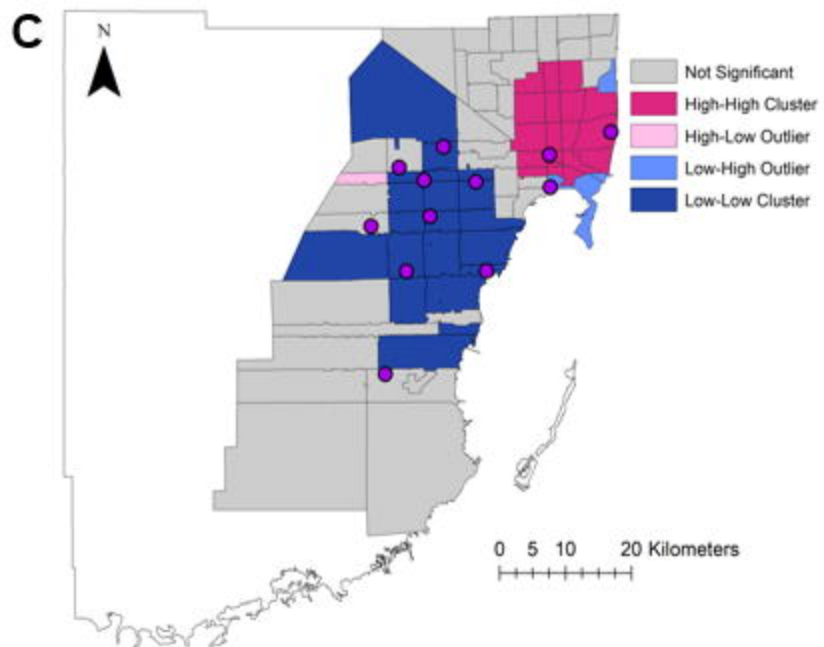 C
N
Not Significant
High-High Cluster
High-Low Outlier
Low-High Outlier
Low-Low Cluster
0 5 10 20 Kilometers